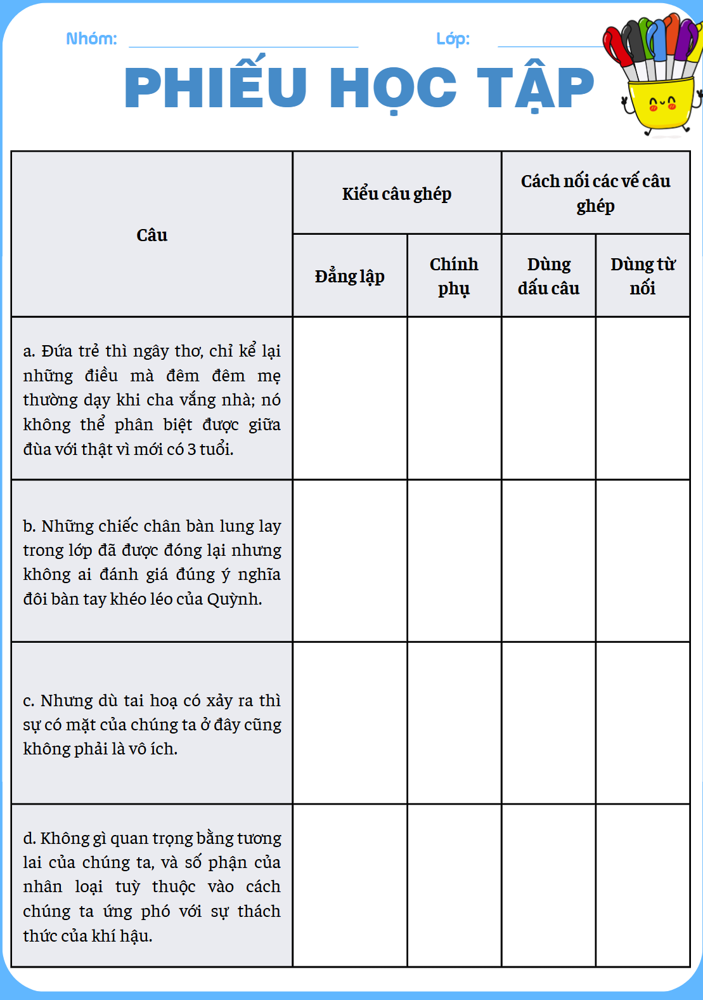 Nhóm:
Lớp:
PHIẾU HỌC TẬP
Câu
Kiểu câu ghép
Cách nối các vế câu
ghép
Đẳng lập
Chính
phụ
Dùng
dấu câu
Dùng từ
nối
a. Đứa trẻ thì ngây thơ, chỉ kể lại
những điều mà đêm đêm mẹ
thường dạy khi cha vắng nhà; nó
không thể phân biệt được giữa
đùa với thật vì mới có 3 tuổi.
b. Những chiếc chân bàn lung lay
trong lớp đã được đóng lại nhưng
không ai đánh giá đúng ý nghĩa
đôi bàn tay khéo léo của Quỳnh.
c. Nhưng dù tai hoạ có xảy ra thì
sự có mặt của chúng ta ở đây cũng
không phải là vô ích.
d. Không gì quan trọng bằng tương
lai của chúng ta, và số phận của
nhân loại tuỳ thuộc vào cách
chúng ta ứng phó với sự thách
thức của khí hậu.